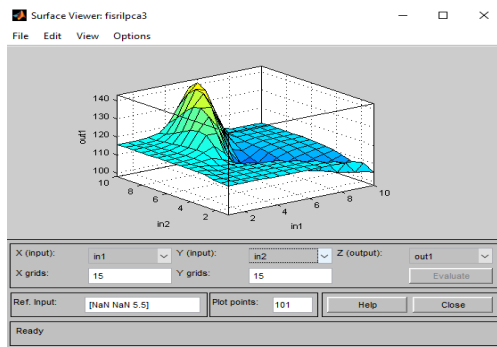 Surface Viewer: fisrilpca3
File Edit View Options
140
130
120
110
100
out1
10
8
6
4
2
in2
2
4
6
8
10
in1
X (input): in1 Y (input): in2 Z (output): out1
X grids: 15 Y grids: 15 Evaluate
Ref. Input: [NaN NaN 5.5] Plot points: 101 Help Close
Ready